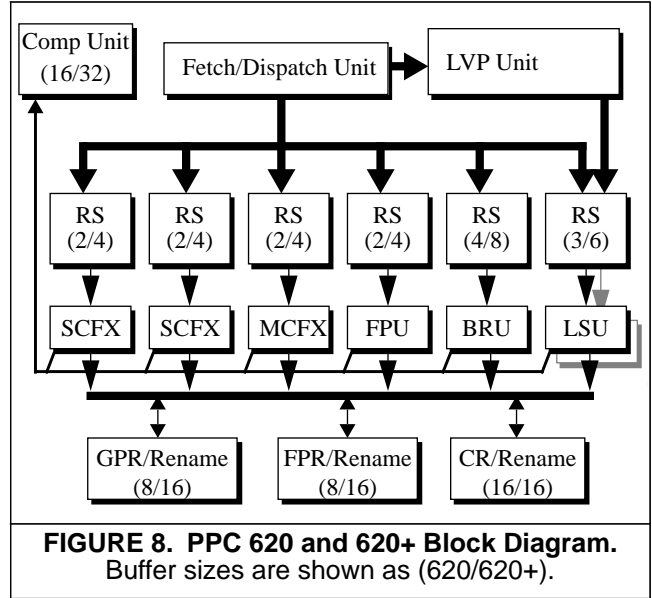 Comp Unit
(16/32)
Fetch/Dispatch Unit
LVP Unit
RS
(2/4)
RS
(2/4)
RS
(2/4)
RS
(2/4)
RS
(4/8)
RS
(3/6)
SCFX
SCFX
MCFX
FPU
BRU
LSU
GPR/Rename
(8/16)
FPR/Rename
(8/16)
CR/Rename
(16/16)
FIGURE 8. PPC 620 and 620+ Block Diagram.
Buffer sizes are shown as (620/620+).